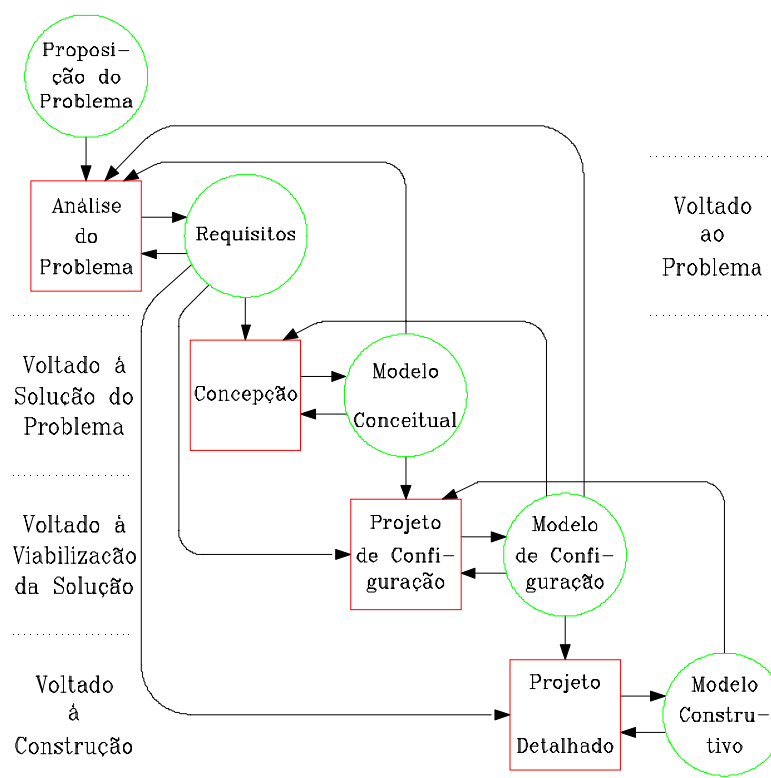 Proposi-
ção do
Problema
Análise
do
Problema
Requisitos
Voltado
ao
Problema
Voltado á
Solucão do
Problema
Concepção
Modelo
Conceitual
Voltado á
Viabilizacão
da Solução
Projeto
de Confi-
guração
Modelo
de Confi-
guração
Voltado
á
Construção
Projeto
Detalhado
Modelo
Constru-
tivo